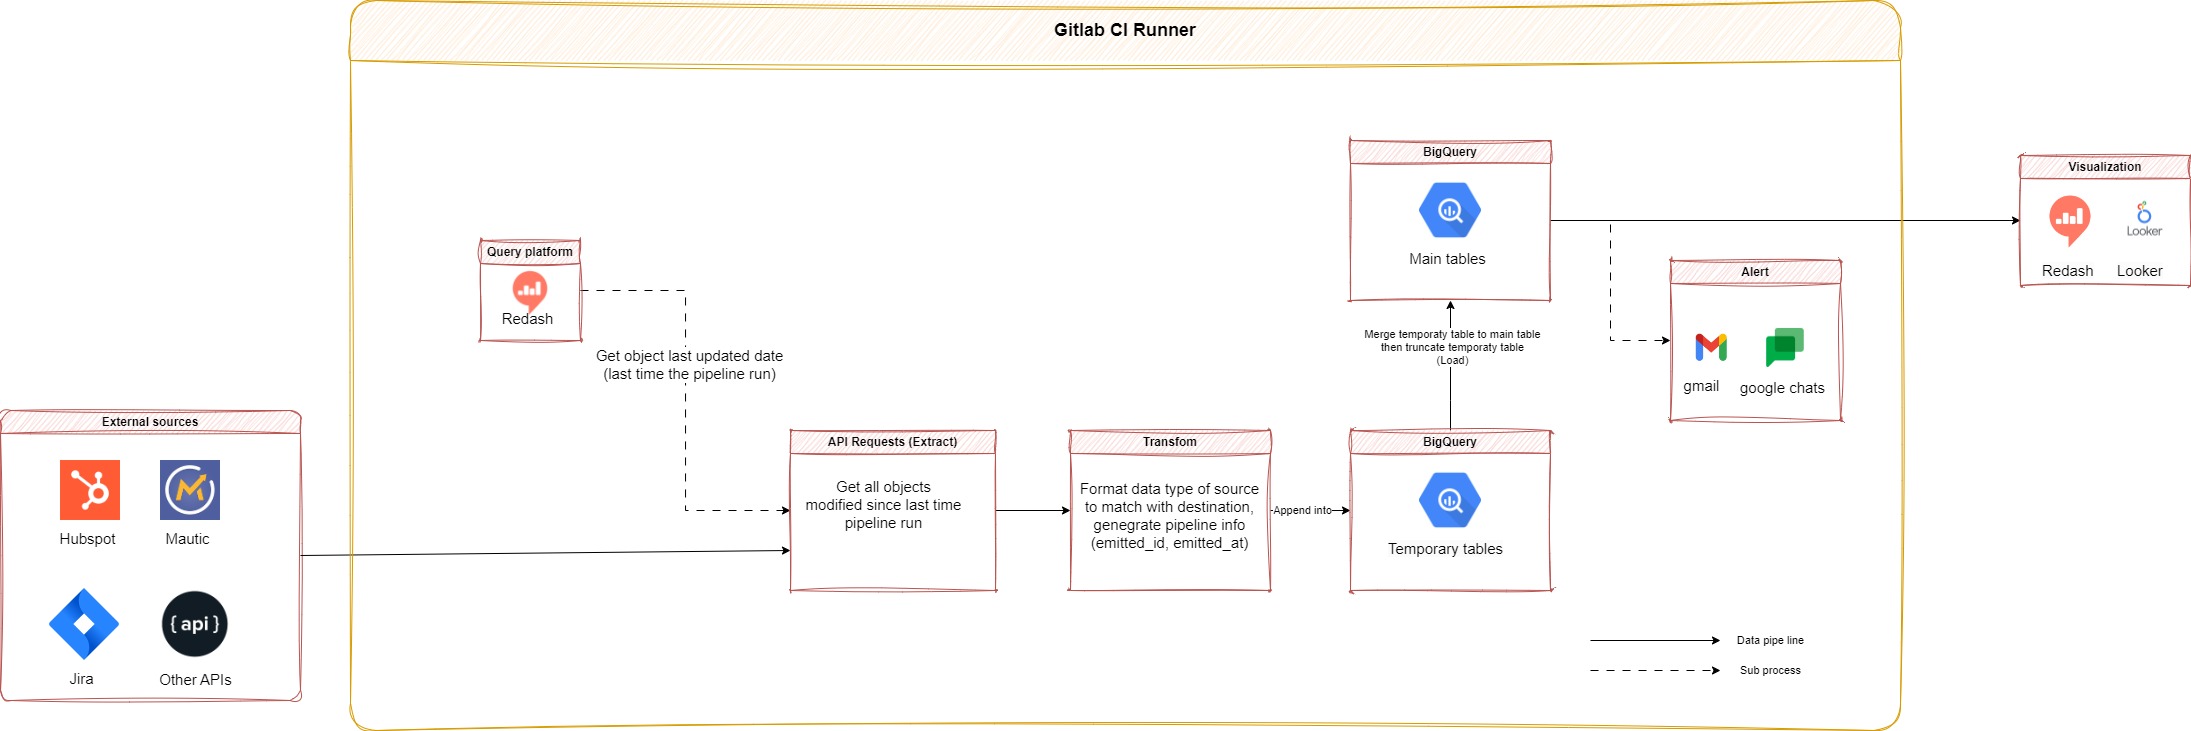 Gitlab CI Runner
BigQuery
Main tables
Visualization
Redash
Looker
Looker
Query platform
Redash
Alert
gmail
google chats
Get object last updated date
(last time the pipeline run)
Merge temporaty table to main table
then truncate temporaty table
(Load)
External sources
Hubspot
Mautic
Jira
{ api }
Other APIs
API Requests (Extract)
Get all objects
modified since last time
pipeline run
Transfom
Format data type of source
to match with destination,
genegrate pipeline info
(emitted_id, emitted_at)
Append into
BigQuery
Temporary tables
Data pipe line
Sub process